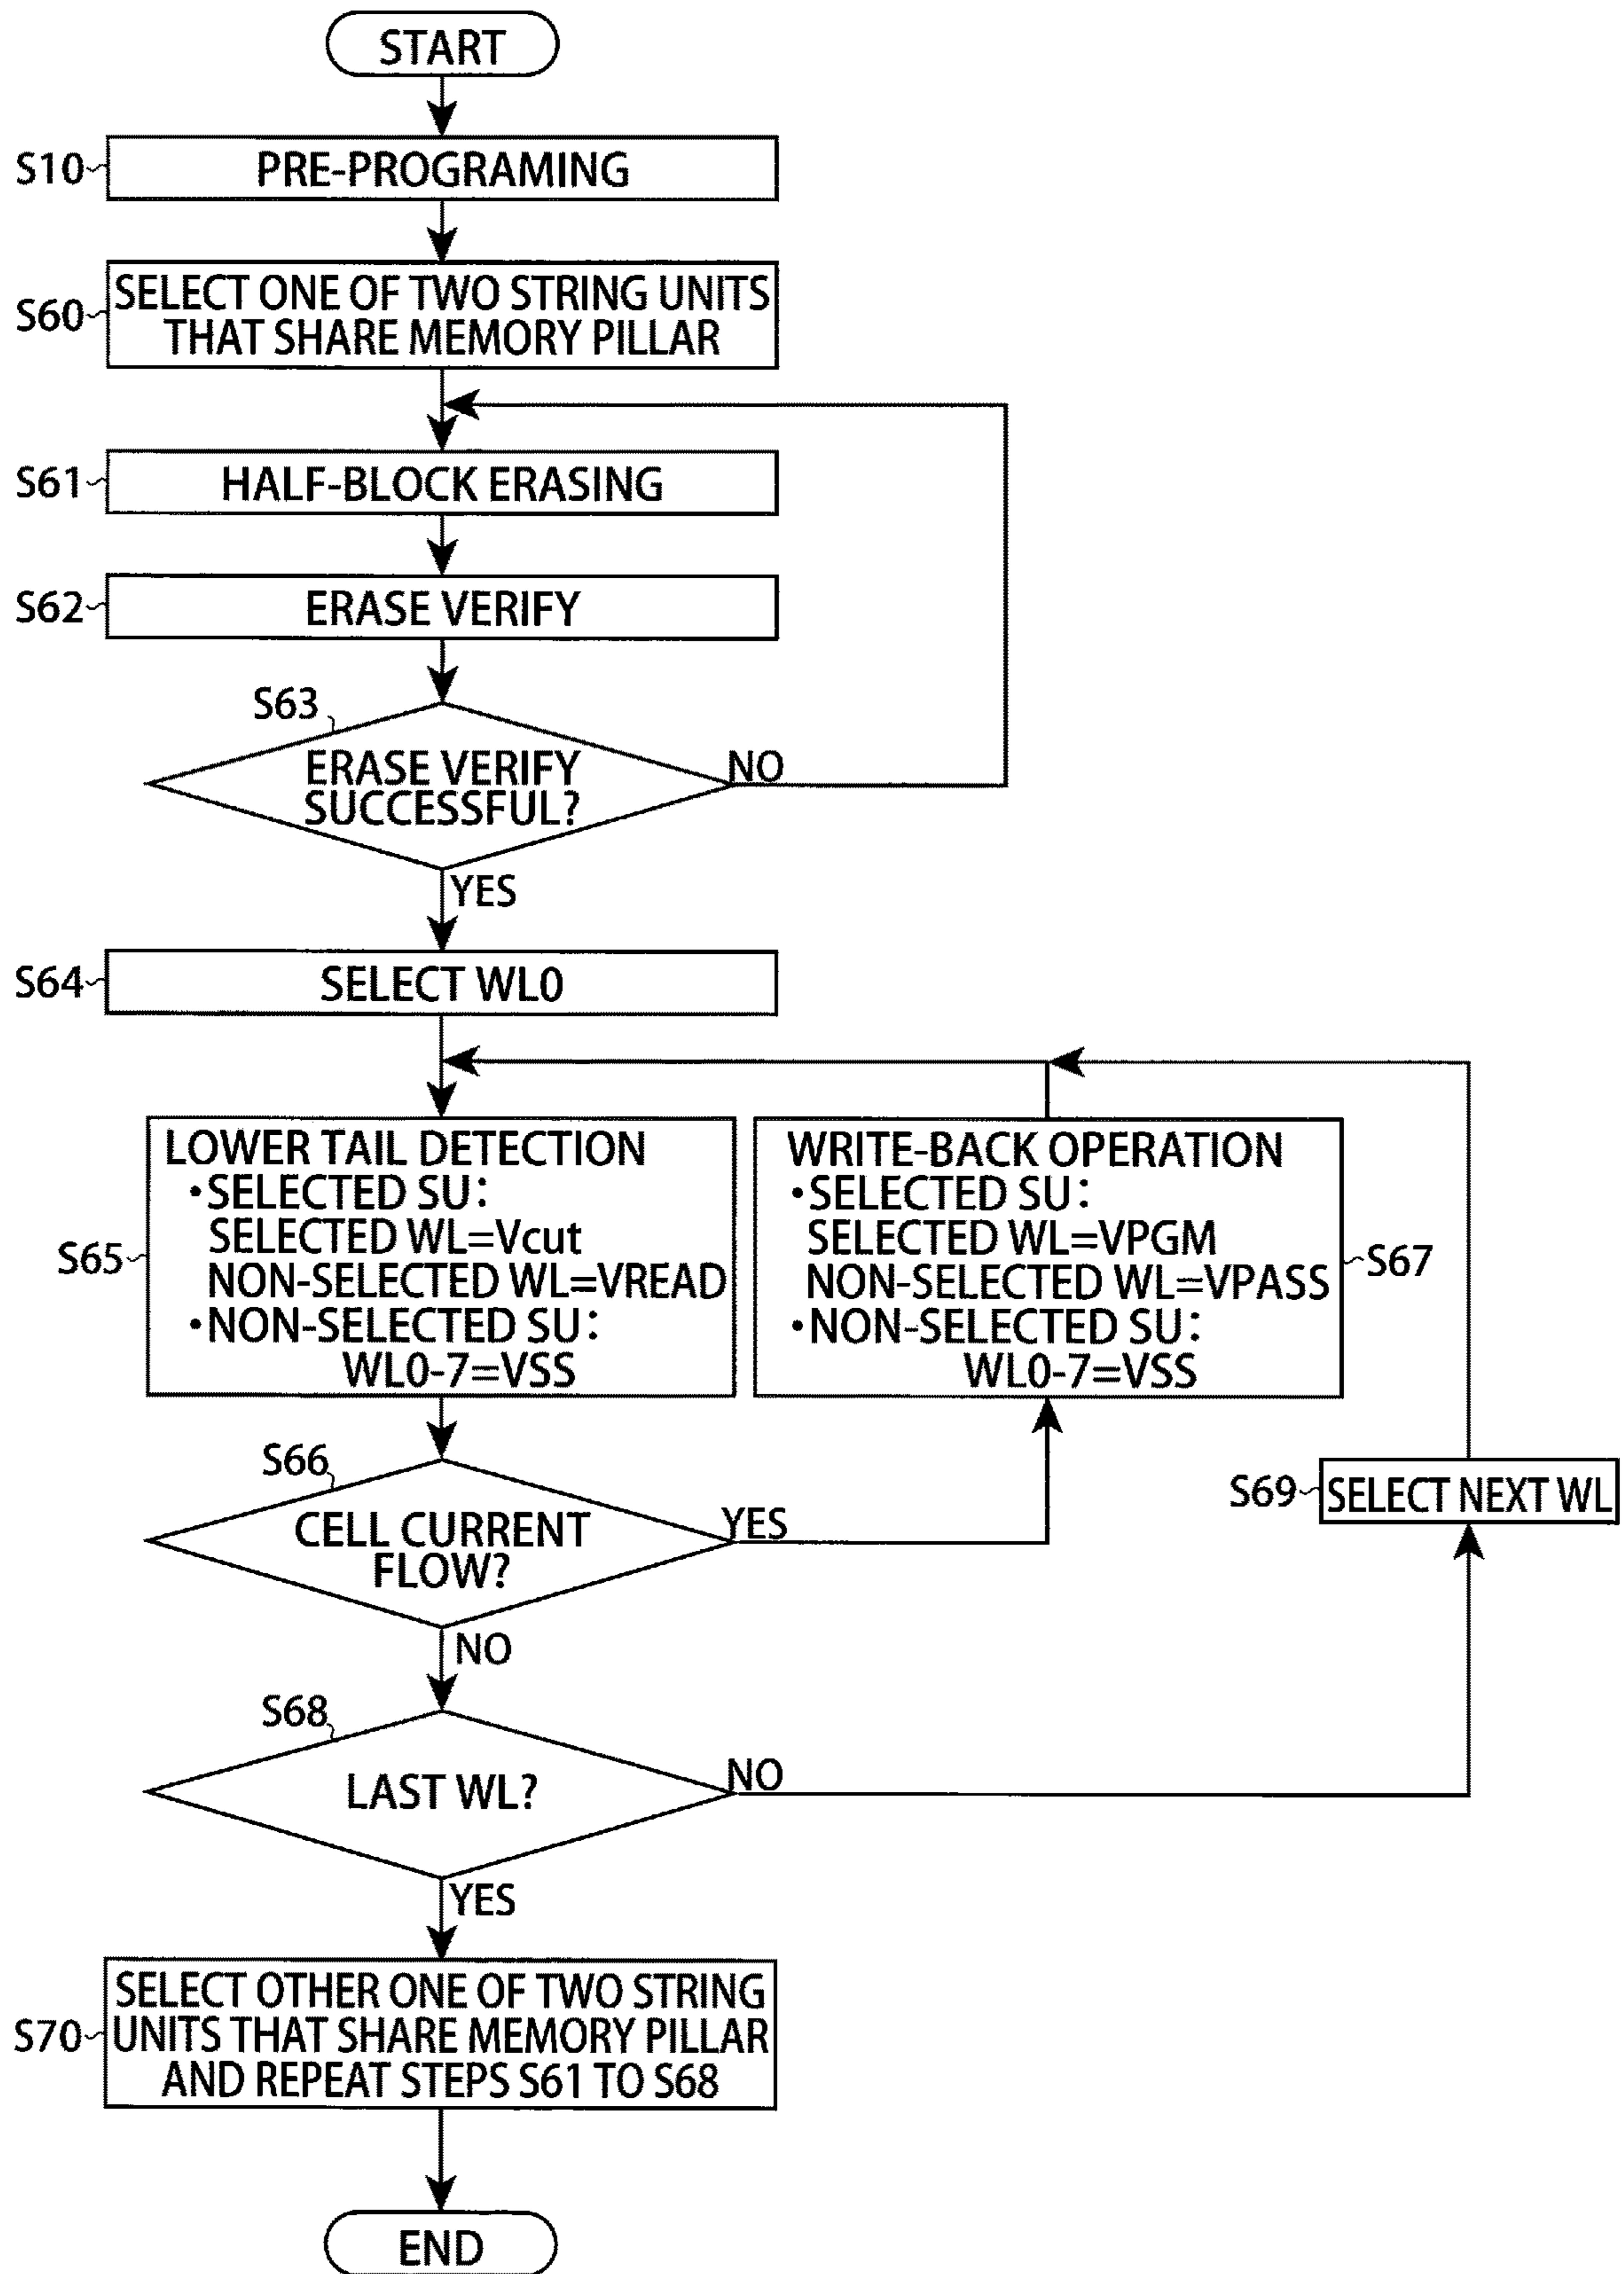 START
S10
PRE-PROGRAMING
S60
SELECT ONE OF TWO STRING UNITS
THAT SHARE MEMORY PILLAR
S61
HALF-BLOCK ERASING
S62
ERASE VERIFY
S63
ERASE VERIFY
SUCCESSFUL?
NO
YES
S64
SELECT WL0
S65
LOWER TAIL DETECTION
・SELECTED SU:
SELECTED WL=Vcut
NON-SELECTED WL=VREAD
・NON-SELECTED SU:
WL0-7=VSS
WRITE-BACK OPERATION
・SELECTED SU:
SELECTED WL=VPGM
NON-SELECTED WL=VPASS
・NON-SELECTED SU:
WL0-7=VSS
S67
S66
CELL CURRENT
FLOW?
YES
NO
S69
SELECT NEXT WL
S68
LAST WL?
NO
YES
S70
SELECT OTHER ONE OF TWO STRING
UNITS THAT SHARE MEMORY PILLAR
AND REPEAT STEPS S61 TO S68
END